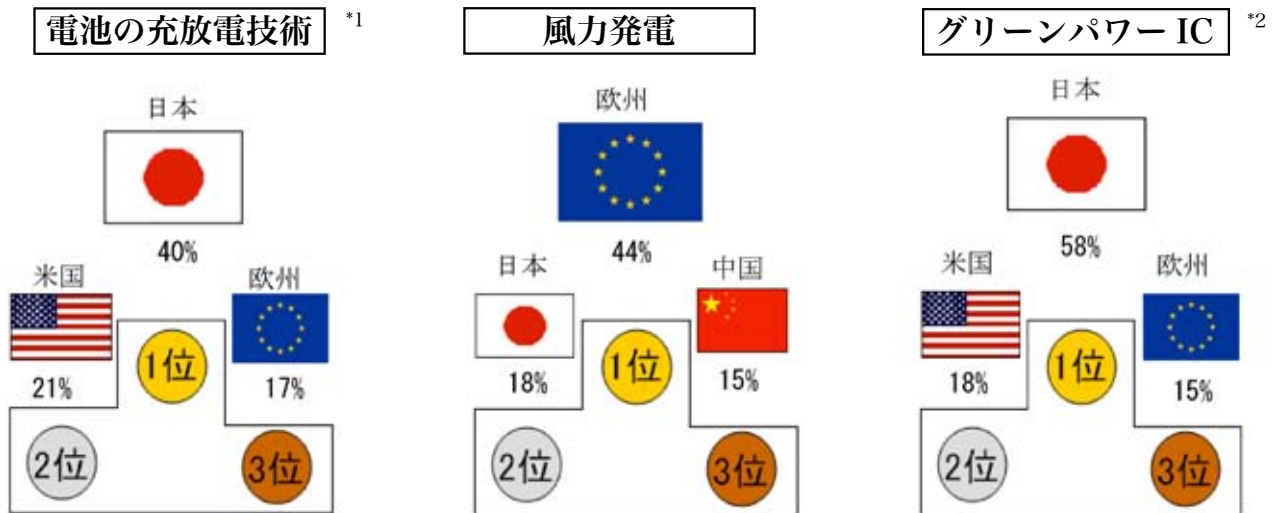 電池の充放電技術 *1
日本
40%
米国
21%
欧州
17%
1位
2位
3位
風力発電
欧州
44%
日本
18%
中国
15%
1位
2位
3位
グリーンパワー IC *2
日本
58%
米国
18%
欧州
15%
1位
2位
3位